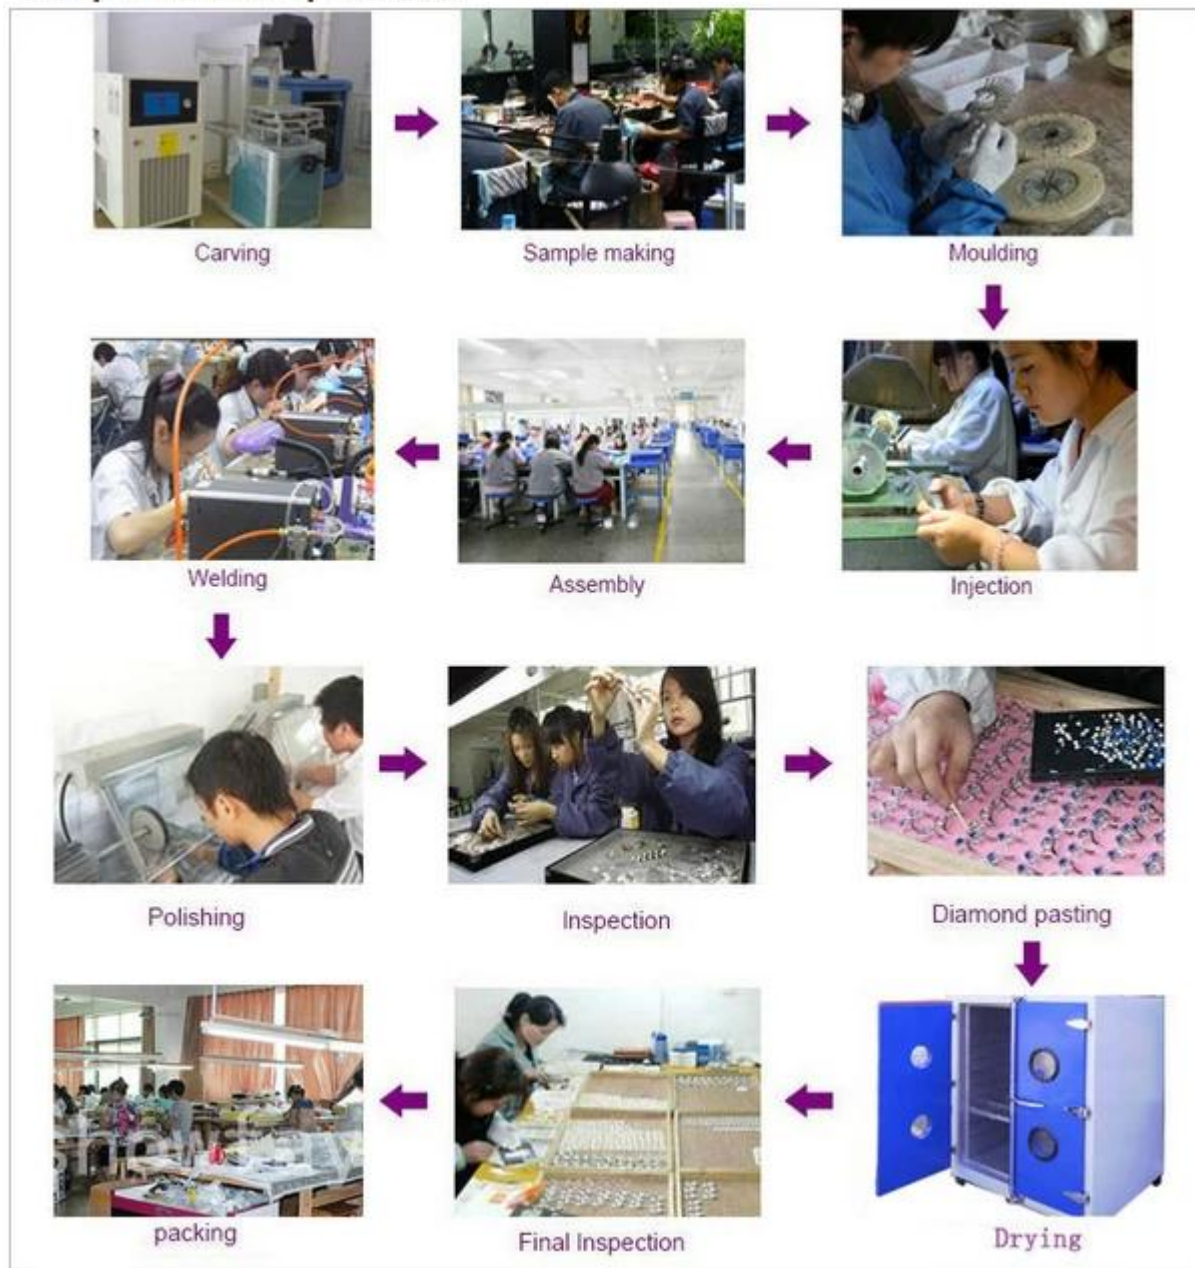 Carving
Sample making
Moulding
Injection
Assembly
Welding
Polishing
Inspection
Diamond pasting
Drying
Final Inspection
packing